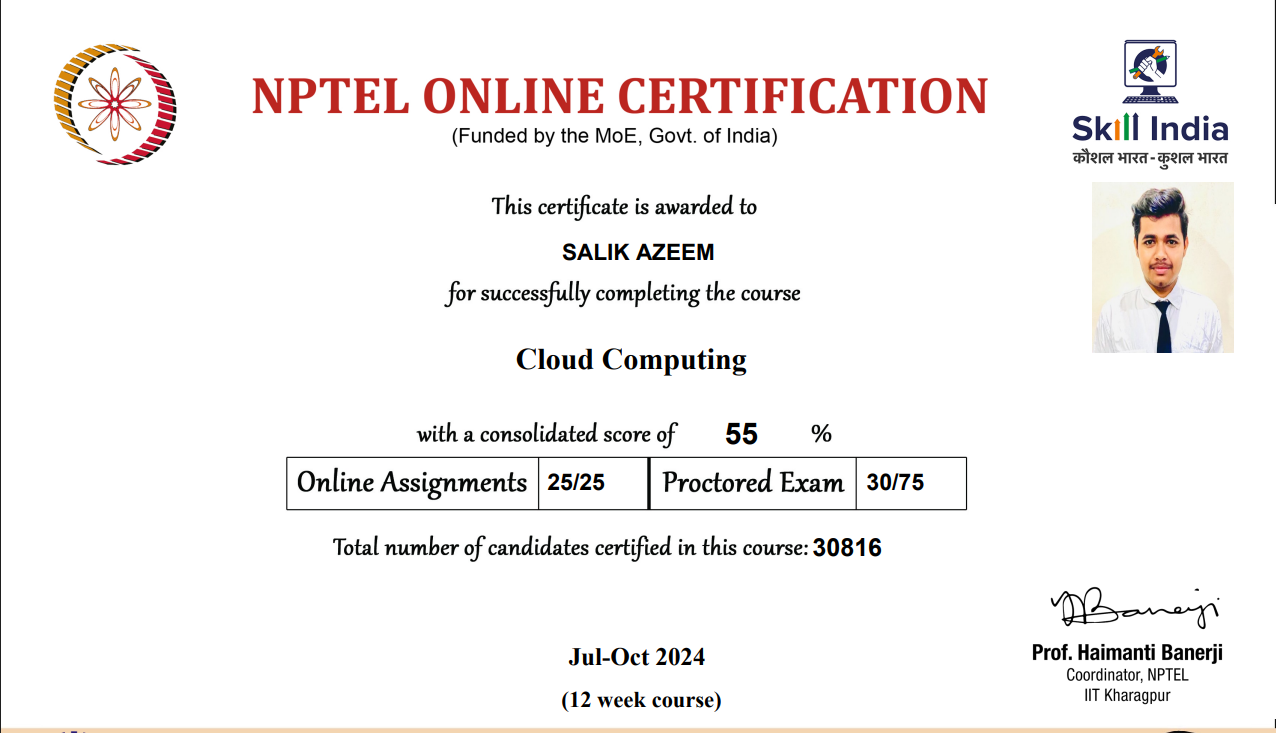 NPTEL ONLINE CERTIFICATION
(Funded by the MoE, Govt. of India)
Skill India
कौशल भारत - कुशल भारत
This certificate is awarded to
SALIK AZEEM
for successfully completing the course
Cloud Computing
with a consolidated score of 55 %
Online Assignments 25/25 Proctored Exam 30/75
Total number of candidates certified in this course: 30816
Banerji
Prof. Haimanti Banerji
Coordinator, NPTEL
IIT Kharagpur
Jul-Oct 2024
(12 week course)